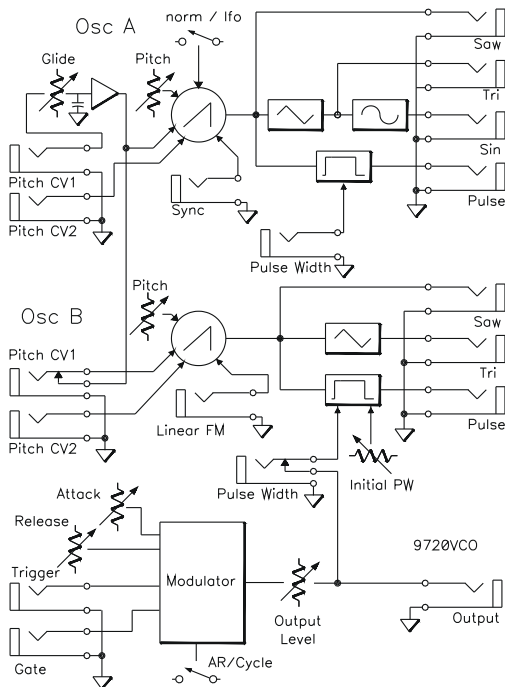 norm / lfo
Osc A
Glide
Pitch
Saw
Tri
Sin
Pitch CV1
Pitch CV2
Sync
Pulse
Pulse Width
Pitch
Osc B
Saw
Pitch CV1
Tri
Pitch CV2
Linear FM
Pulse
Initial PW
Pulse Width
Attack
Release
9720VCO
Trigger
Modulator
Output
Level
Output
Gate
AR/Cycle